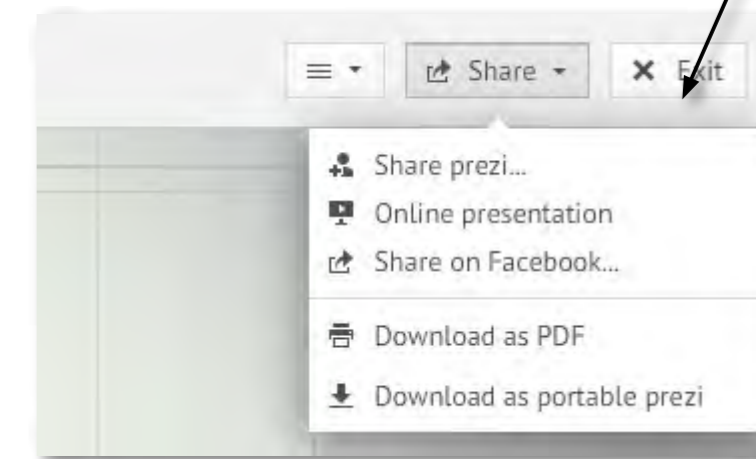 Share Exit
Share prezi...
Online presentation
Share on Facebook...
Download as PDF
Download as portable prezi